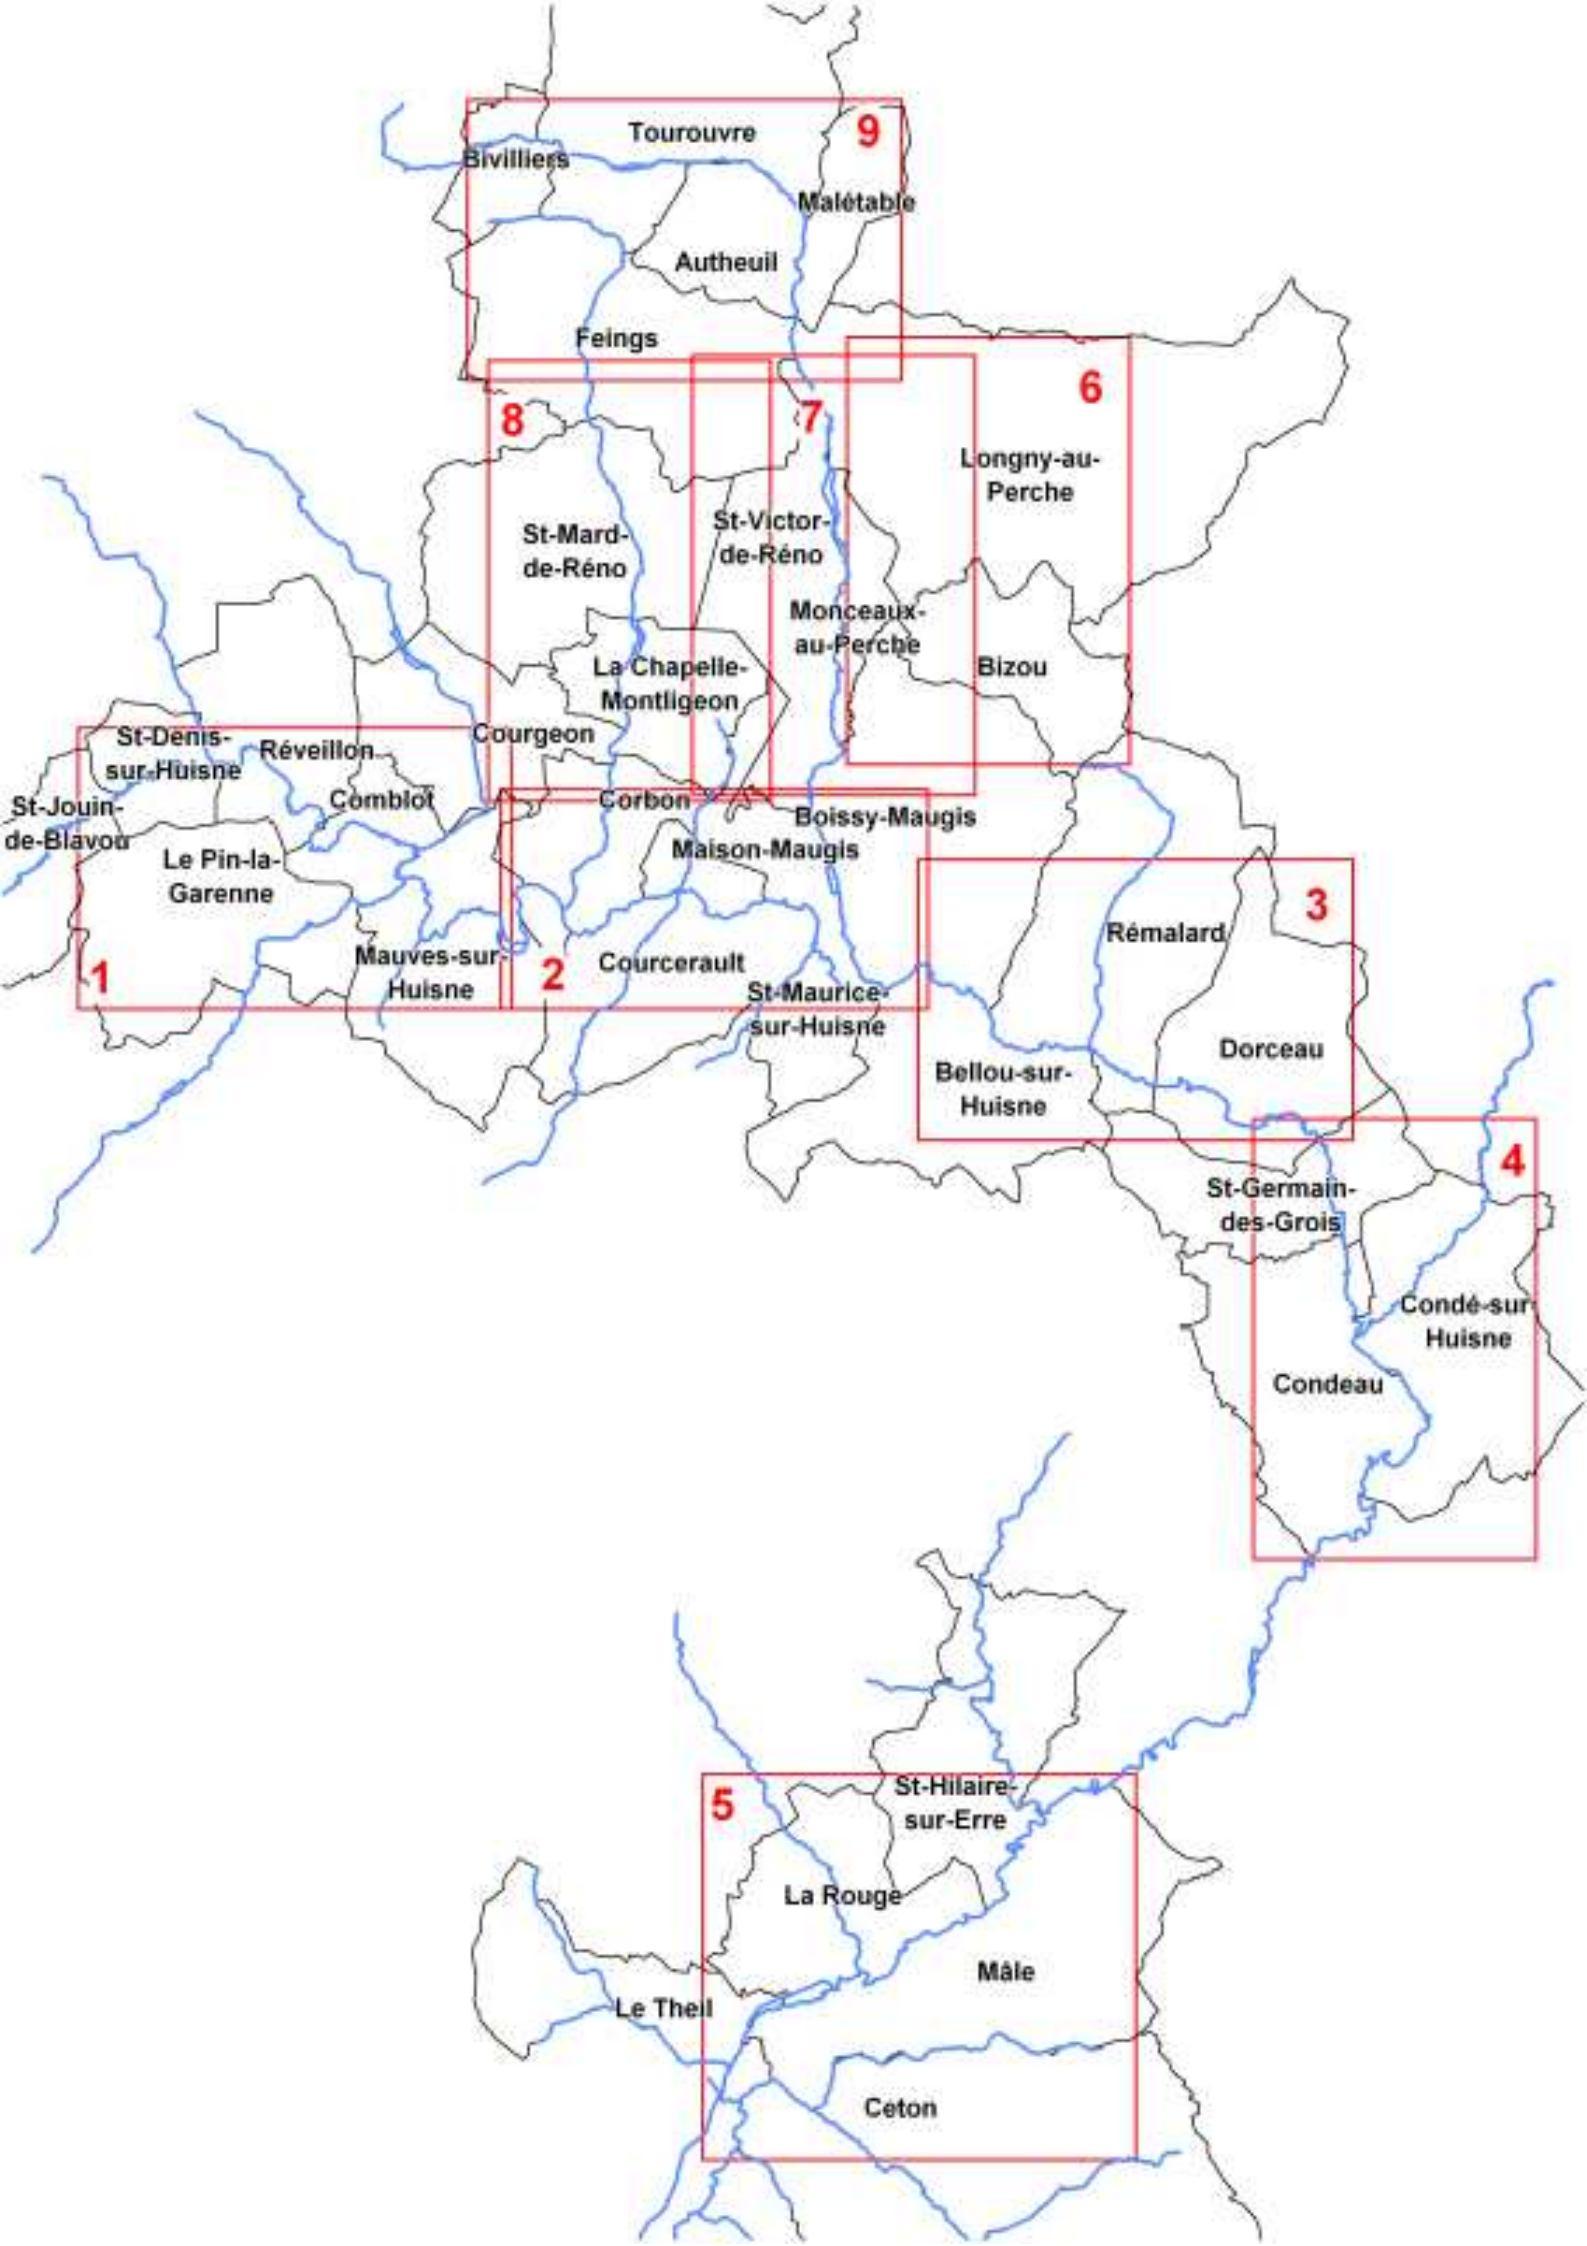 Tourouvre
9
Bivilliers
Malétable
Autheuil
Feings
6
8
7
Longny-au-
Perche
St-Mard-
de-Réno
St-Victor-
de-Réno
Monceaux-
au-Perche
La Chapelle-
Montligeon
Bizou
Courgeon
St-Denis-
sur-Huisne
Réveillon
Comblot
St-Jouin-
de-Blavou
Corbon
Boissy-Maugis
Maison-Maugis
Le Pin-la-
Garenne
3
Rémalard
Mauves-sur-
Huisne
1
2
Courcerault
St-Maurice-
sur-Huisne
Dorceau
Bellou-sur-
Huisne
4
St-Germain-
des-Grois
Condé-sur
Huisne
Condeau
5
St-Hilaire-
sur-Erre
La Rouge
Mâle
Le Theil
Ceton